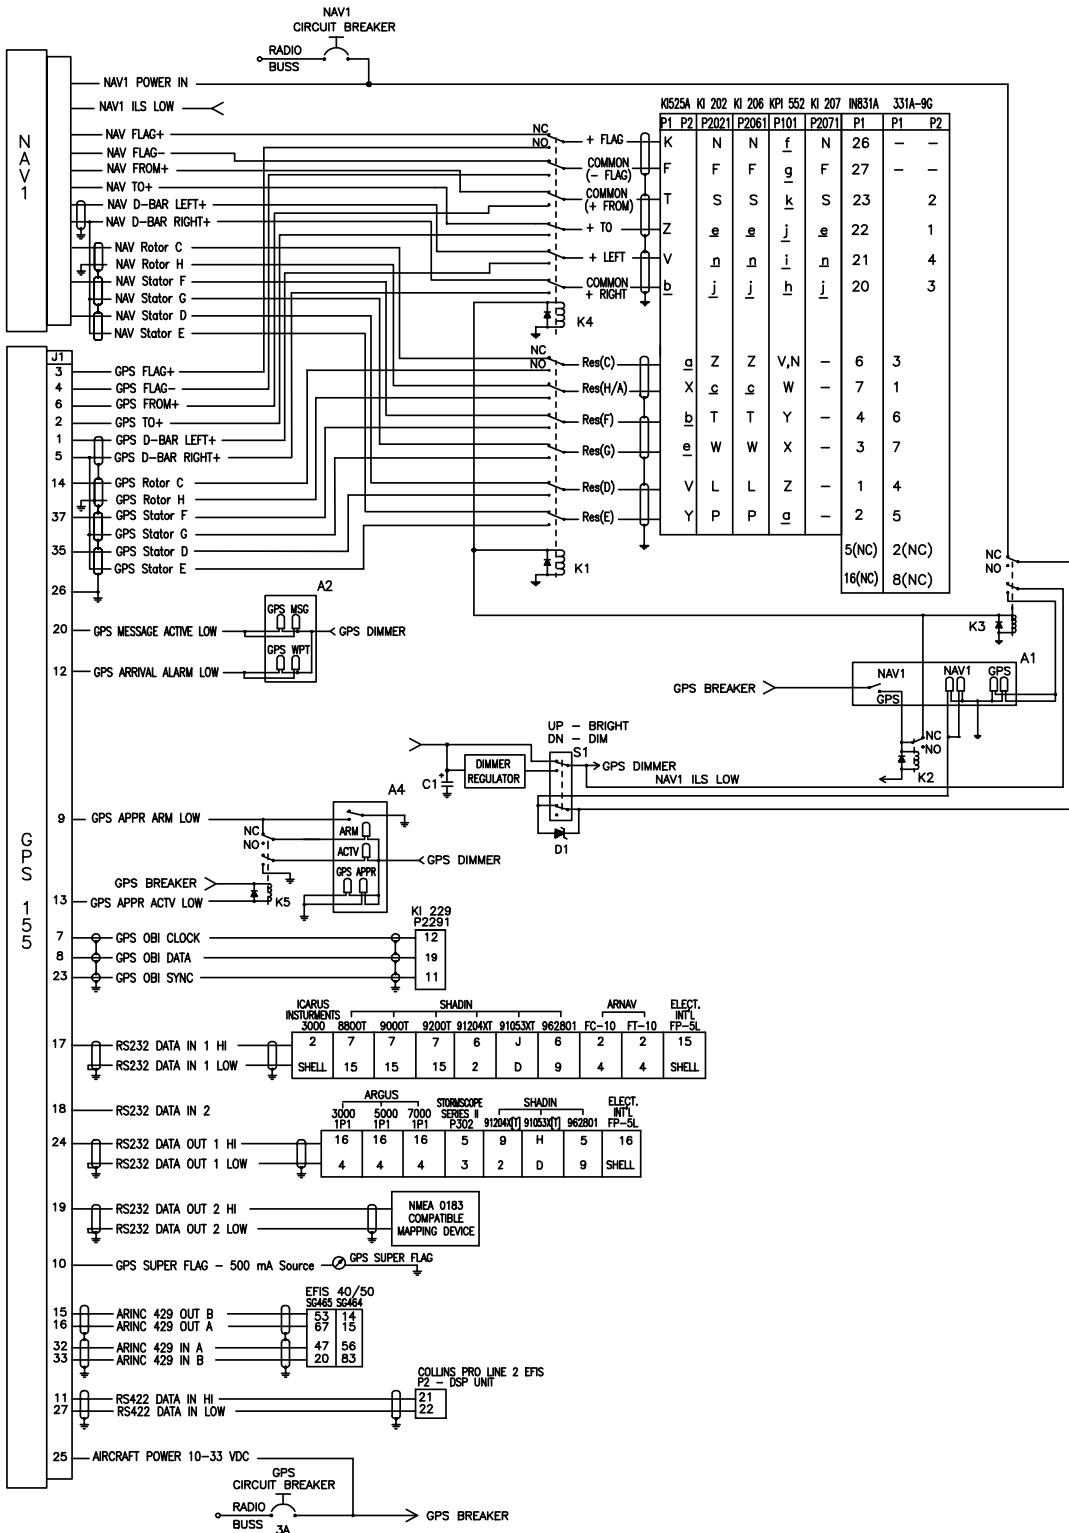 NAV1
CIRCUIT BREAKER
RADIO
BUSS
NAV1
NAV1 POWER IN
NAV1 ILS LOW
NAV FLAG+
NAV FLAG-
NAV FROM+
NAV TO+
NAV D-BAR LEFT+
NAV D-BAR RIGHT+
NAV Rotor C
NAV Rotor H
NAV Stator F
NAV Stator G
NAV Stator D
NAV Stator E
NC
NO
+ FLAG
COMMON
(- FLAG)
COMMON
(+ FROM)
+ TO
+ LEFT
COMMON
+ RIGHT
K4
KI525A KI 202 KI 206 KPI 552 KI 207 IN831A 331A-9G
P1 P2 P2021 P2061 P101 P2071 P1 P1 P2
K N N f N 26 - -
F F F g F 27 - -
T S S k S 23 2
Z e e j e 22 1
V n n i n 21 4
b j j h j 20 3
a Z Z V,N - 6 3
X c c W - 7 1
b T T Y - 4 6
e W W X - 3 7
V L L Z - 1 4
Y P P a - 2 5
5(NC) 2(NC)
16(NC) 8(NC)
NC
NO
Res(C)
Res(H/A)
Res(F)
Res(G)
Res(D)
Res(E)
K1
GPS 155
J1
3 GPS FLAG+
4 GPS FLAG-
6 GPS FROM+
2 GPS TO+
1 GPS D-BAR LEFT+
5 GPS D-BAR RIGHT+
14 GPS Rotor C
GPS Rotor H
37 GPS Stator F
GPS Stator G
35 GPS Stator D
GPS Stator E
26
20 GPS MESSAGE ACTIVE LOW
12 GPS ARRIVAL ALARM LOW
A2
GPS MSG
GPS WPT
GPS DIMMER
NC
NO
K3
A1
GPS BREAKER
NAV1
GPS
NAV1
GPS
NC
NO
K2
UP - BRIGHT
DN - DIM
S1
C1
+
DIMMER
REGULATOR
GPS DIMMER
NAV1 ILS LOW
D1
9 GPS APPR ARM LOW
A4
NC
NO
ARM
ACTV
GPS APPR
GPS DIMMER
GPS BREAKER
K5
13 GPS APPR ACTV LOW
KI 229
P2291
7 GPS OBI CLOCK 12
8 GPS OBI DATA 19
23 GPS OBI SYNC 11
ICARUS
INSTURMENTS
3000
SHADIN
8800T 9000T 9200T 91204XT 91053XT 962801
ARNAV
FC-10 FT-10
ELECT.
INT'L
FP-5L
17 RS232 DATA IN 1 HI 2 7 7 7 6 J 6 2 2 15
RS232 DATA IN 1 LOW SHELL 15 15 15 2 D 9 4 4 SHELL
18 RS232 DATA IN 2
ARGUS
3000 5000 7000
1P1 1P1 1P1
STORMSCOPE
SERIES II
P302
SHADIN
91204X(T) 91053X(T) 962801
ELECT.
INT'L
FP-5L
24 RS232 DATA OUT 1 HI 16 16 16 5 9 H 5 16
RS232 DATA OUT 1 LOW 4 4 4 3 2 D 9 SHELL
19 RS232 DATA OUT 2 HI
RS232 DATA OUT 2 LOW
NMEA 0183
COMPATIBLE
MAPPING DEVICE
10 GPS SUPER FLAG - 500 mA Source
GPS SUPER FLAG
EFIS 40/50
SG465 SG464
15 ARINC 429 OUT B 53 14
16 ARINC 429 OUT A 67 15
32 ARINC 429 IN A 47 56
33 ARINC 429 IN B 20 83
COLLINS PRO LINE 2 EFIS
P2 - DSP UNIT
11 RS422 DATA IN HI 21
27 RS422 DATA IN LOW 22
25 AIRCRAFT POWER 10-33 VDC
GPS
CIRCUIT BREAKER
RADIO
BUSS
3A
GPS BREAKER